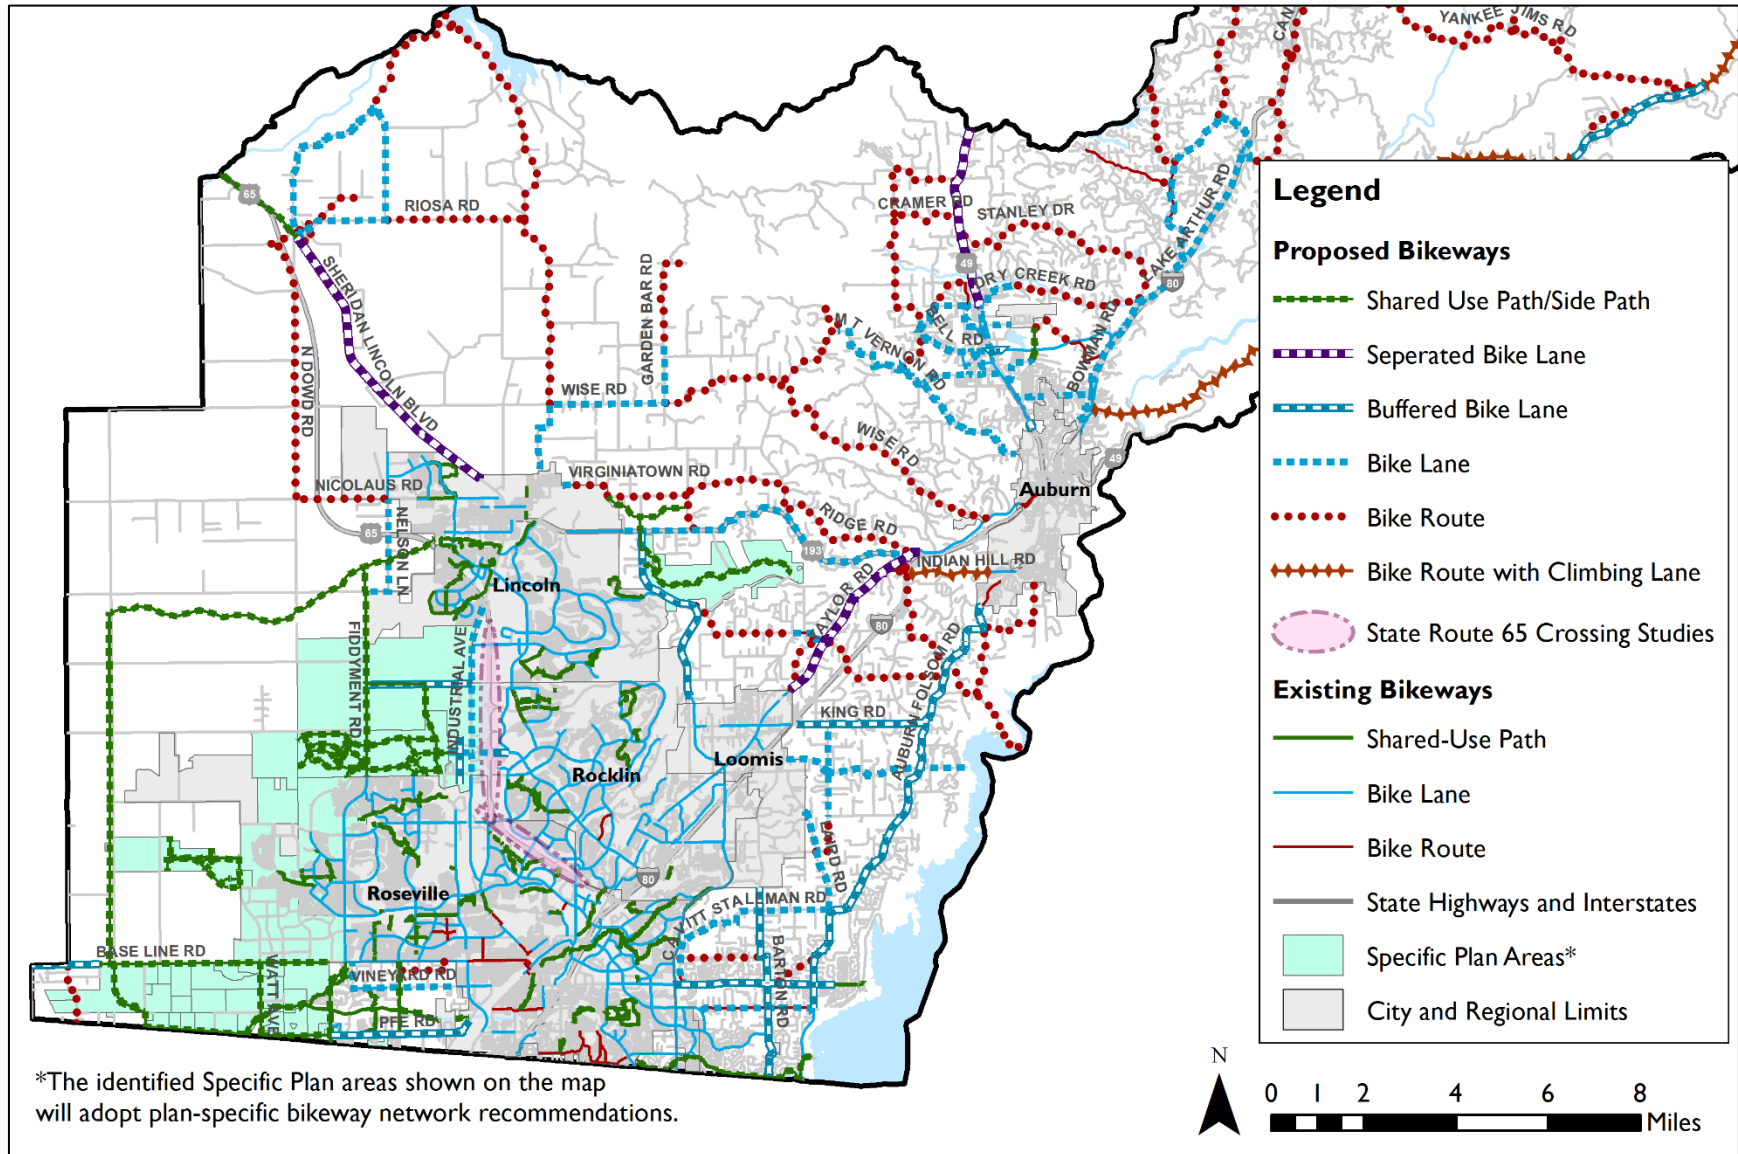 YANKEE JIMS RD
CAN
65
RIOSA RD
CRAMER RD
STANLEY DR
LAKE ARTHUR RD
49
DRY CREEK RD
80
SHERIDAN LINCOLN BLVD
GARDEN BAR RD
BELL RD
M T VERNON RD
BOWMAN RD
N DOWD RD
WISE RD
WISE RD
49
VIRGINIATOWN RD
NICOLAUS RD
Auburn
NELSON LN
65
RIDGE RD
193
INDIAN HILL RD
Lincoln
TAYLOR RD
80
FIDDYMENT RD
INDUSTRIAL AVE
AUBURN FOLSOM RD
KING RD
Loomis
Rocklin
LAIRD RD
80
Roseville
CAVITT STALLMAN RD
BASE LINE RD
WATT AVE
VINEYARD RD
BARTON RD
PFE RD
Legend
Proposed Bikeways
Shared Use Path/Side Path
Seperated Bike Lane
Buffered Bike Lane
Bike Lane
Bike Route
Bike Route with Climbing Lane
State Route 65 Crossing Studies
Existing Bikeways
Shared-Use Path
Bike Lane
Bike Route
State Highways and Interstates
Specific Plan Areas*
City and Regional Limits
*The identified Specific Plan areas shown on the map
will adopt plan-specific bikeway network recommendations.
N
0 1 2 4 6 8
Miles